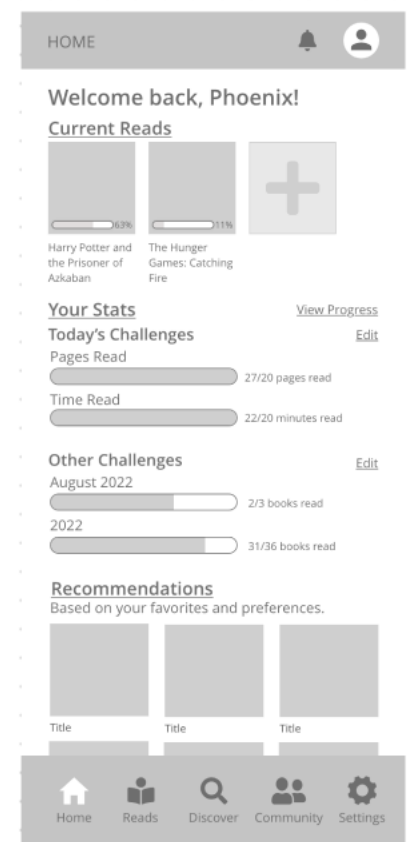 HOME
Welcome back, Phoenix!
Current Reads
63%
11%
Harry Potter and
the Prisoner of
Azkaban
The Hunger
Games: Catching
Fire
Your Stats
View Progress
Today's Challenges
Edit
Pages Read
27/20 pages read
Time Read
22/20 minutes read
Other Challenges
Edit
August 2022
2/3 books read
2022
31/36 books read
Recommendations
Based on your favorites and preferences.
Title
Title
Title
Home
Reads
Discover
Community
Settings